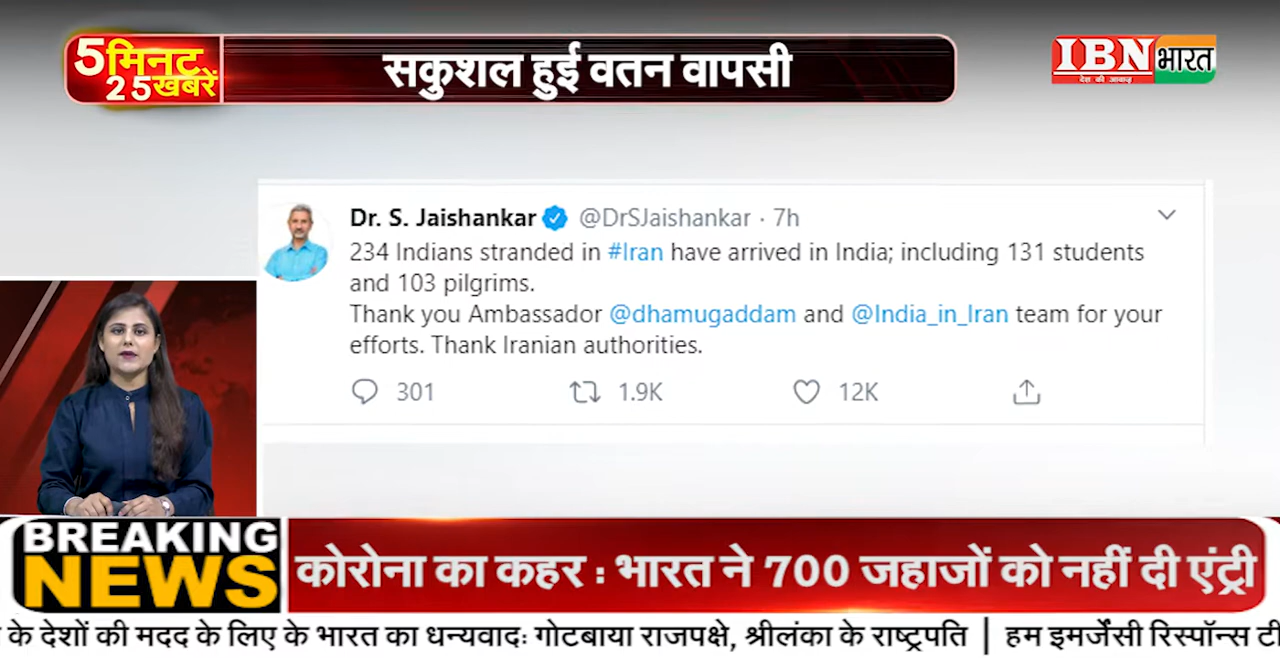 5 मिनट
25 खबरें
सकुशल हुई वतन वापसी
IBN भारत
देश की आवाज़
Dr. S. Jaishankar @DrSJaishankar · 7h
234 Indians stranded in #Iran have arrived in India; including 131 students
and 103 pilgrims.
Thank you Ambassador @dhamugaddam and @India_in_Iran team for your
efforts. Thank Iranian authorities.
301 1.9K 12K
BREAKING
NEWS
कोरोना का कहर : भारत ने 700 जहाजों को नहीं दी एंट्री
के देशों की मदद के लिए के भारत का धन्यवादः गोटबाया राजपक्षे, श्रीलंका के राष्ट्रपति | हम इमर्जेंसी रिस्पॉन्स